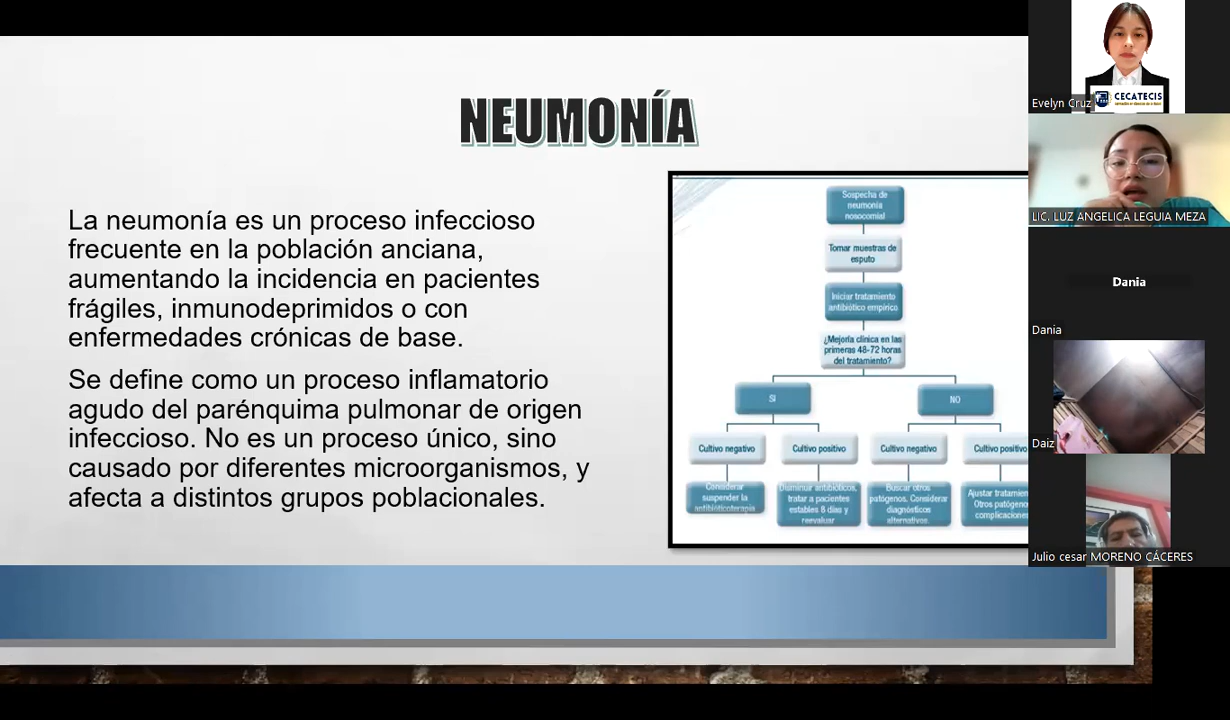 NEUMONÍA
La neumonía es un proceso infeccioso
frecuente en la población anciana,
aumentando la incidencia en pacientes
frágiles, inmunodeprimidos o con
enfermedades crónicas de base.
Se define como un proceso inflamatorio
agudo del parénquima pulmonar de origen
infeccioso. No es un proceso único, sino
causado por diferentes microorganismos, y
afecta a distintos grupos poblacionales.
Sospecha de
neumonía
nosocomial
Tomar muestras de
esputo
Iniciar tratamiento
antibiótico empírico
¿Mejoría clínica en las
primeras 48-72 horas
del tratamiento?
SI
NO
Cultivo negativo
Cultivo positivo
Cultivo negativo
Cultivo positivo
Considerar
suspender la
antibioticoterapia
Disminuir antibióticos,
tratar a pacientes
estables 8 días y
reevaluar
Buscar otros
patógenos. Considerar
diagnósticos
alternativos.
Ajustar tratamien
Otros patógeno
complicacione
Evelyn Cruz
CECATECIS
LIC. LUZ ANGELICA LEGUIA MEZA
Dania
Dania
Daiz
Julio cesar MORENO CÁCERES